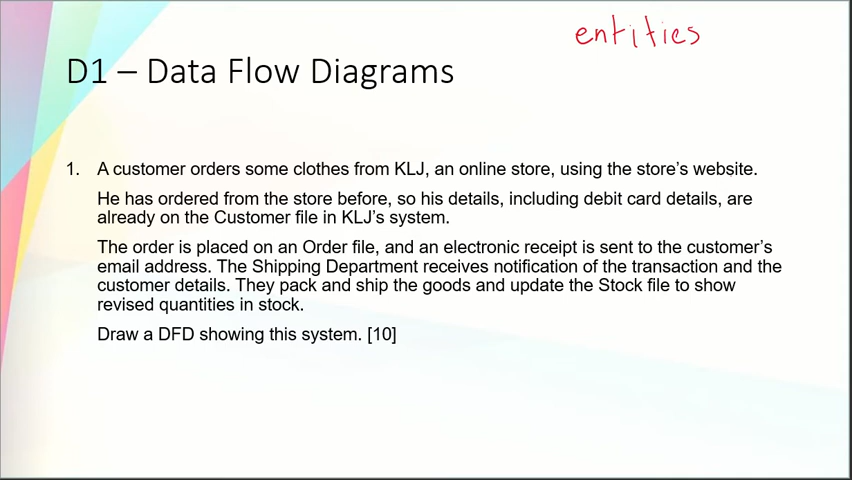 entities
D1 – Data Flow Diagrams
1. A customer orders some clothes from KLJ, an online store, using the store's website.
He has ordered from the store before, so his details, including debit card details, are
already on the Customer file in KLJ's system.
The order is placed on an Order file, and an electronic receipt is sent to the customer's
email address. The Shipping Department receives notification of the transaction and the
customer details. They pack and ship the goods and update the Stock file to show
revised quantities in stock.
Draw a DFD showing this system. [10]